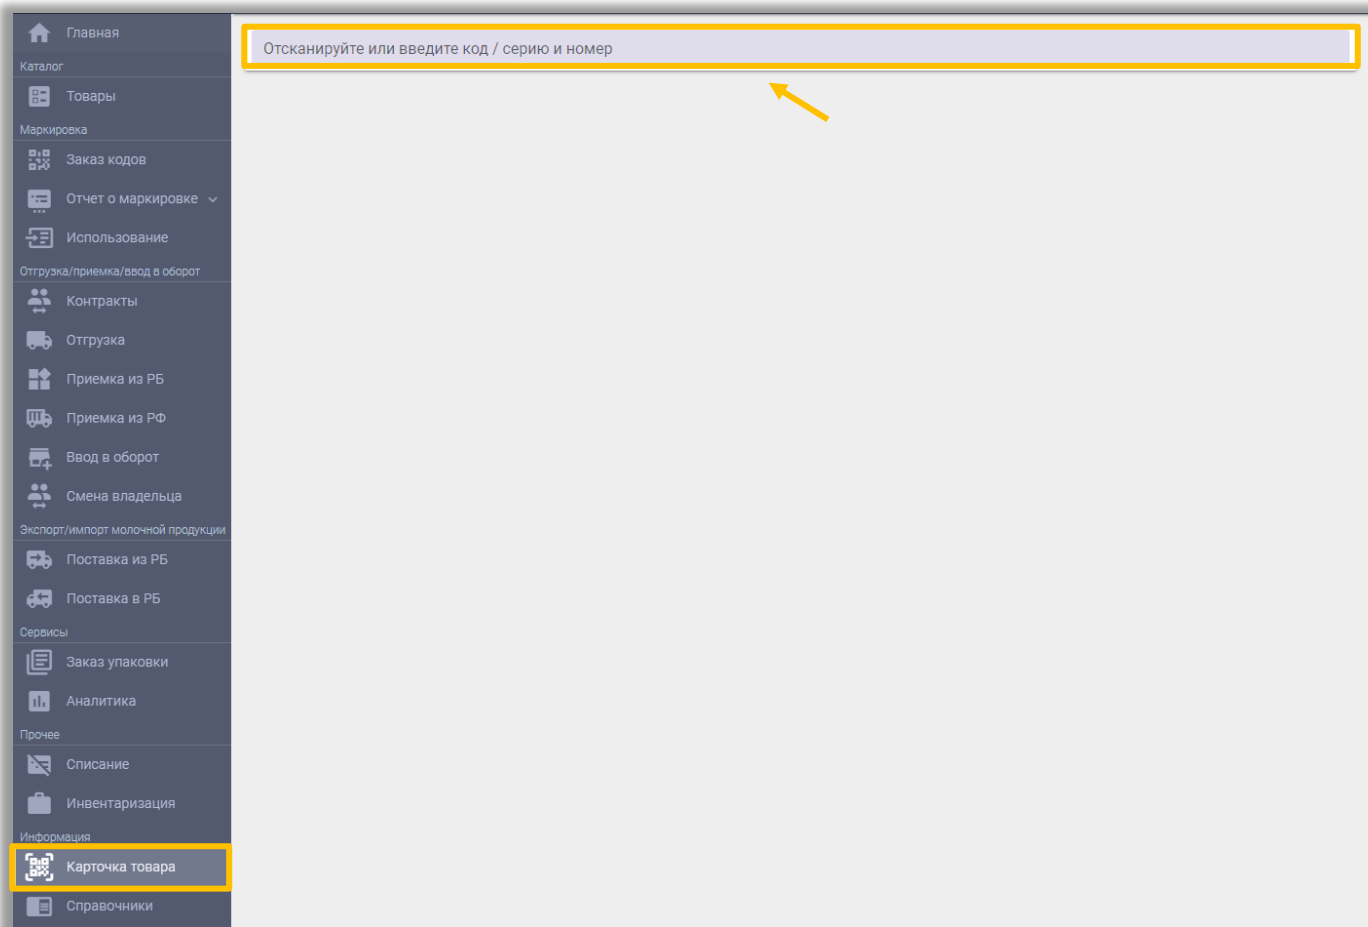 Главная
Каталог
Товары
Маркировка
Заказ кодов
Отчет о маркировке
Использование
Отгрузка/приемка/ввод в оборот
Контракты
Отгрузка
Приемка из РБ
Приемка из РФ
Ввод в оборот
Смена владельца
Экспорт/импорт молочной продукции
Поставка из РБ
Поставка в РБ
Сервисы
Заказ упаковки
Аналитика
Прочее
Списание
Инвентаризация
Информация
Карточка товара
Справочники
Отсканируйте или введите код / серию и номер